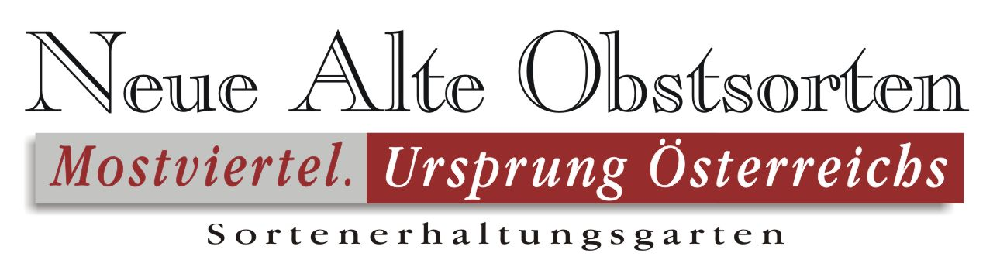 Neue Alte Obstsorten
Mostviertel. Ursprung Österreichs
Sortenerhaltungsgarten